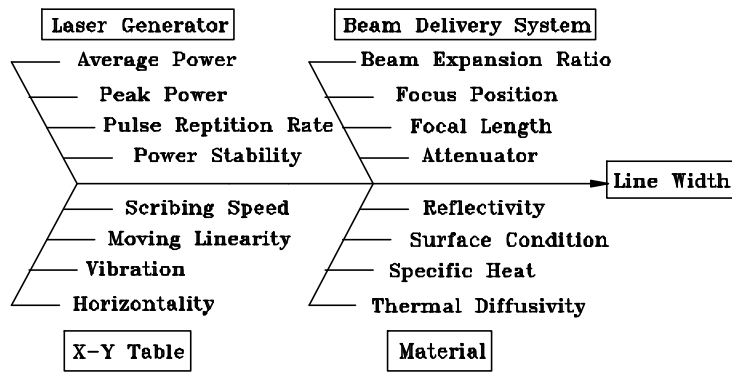 Laser Generator
Average Power
Peak Power
Pulse Reptition Rate
Power Stability
Beam Delivery System
Beam Expansion Ratio
Focus Position
Focal Length
Attenuator
Line Width
Scribing Speed
Moving Linearity
Vibration
Horizontality
X-Y Table
Reflectivity
Surface Condition
Specific Heat
Thermal Diffusivity
Material